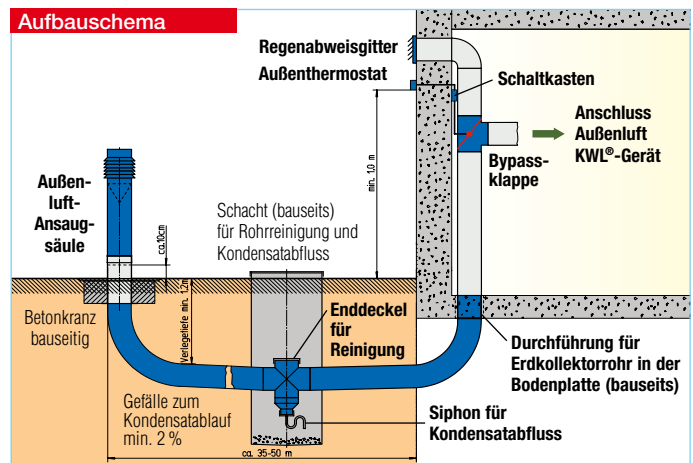 Aufbauschema
Regenabweisgitter
Außenthermostat
Schaltkasten
Anschluss
Außenluft
KWL®-Gerät
Bypass-
klappe
min. 1,0 m
Außen-
luft-
Ansaug-
säule
ca.10cm
Schacht (bauseits)
für Rohrreinigung und
Kondensatabfluss
Betonkranz
bauseitig
Verlegetiefe min. 1,2m
Enddeckel
für
Reinigung
Durchführung für
Erdkollektorrohr in der
Bodenplatte (bauseits)
Gefälle zum
Kondensatablauf
min. 2 %
Siphon für
Kondensatabfluss
ca. 35-50 m